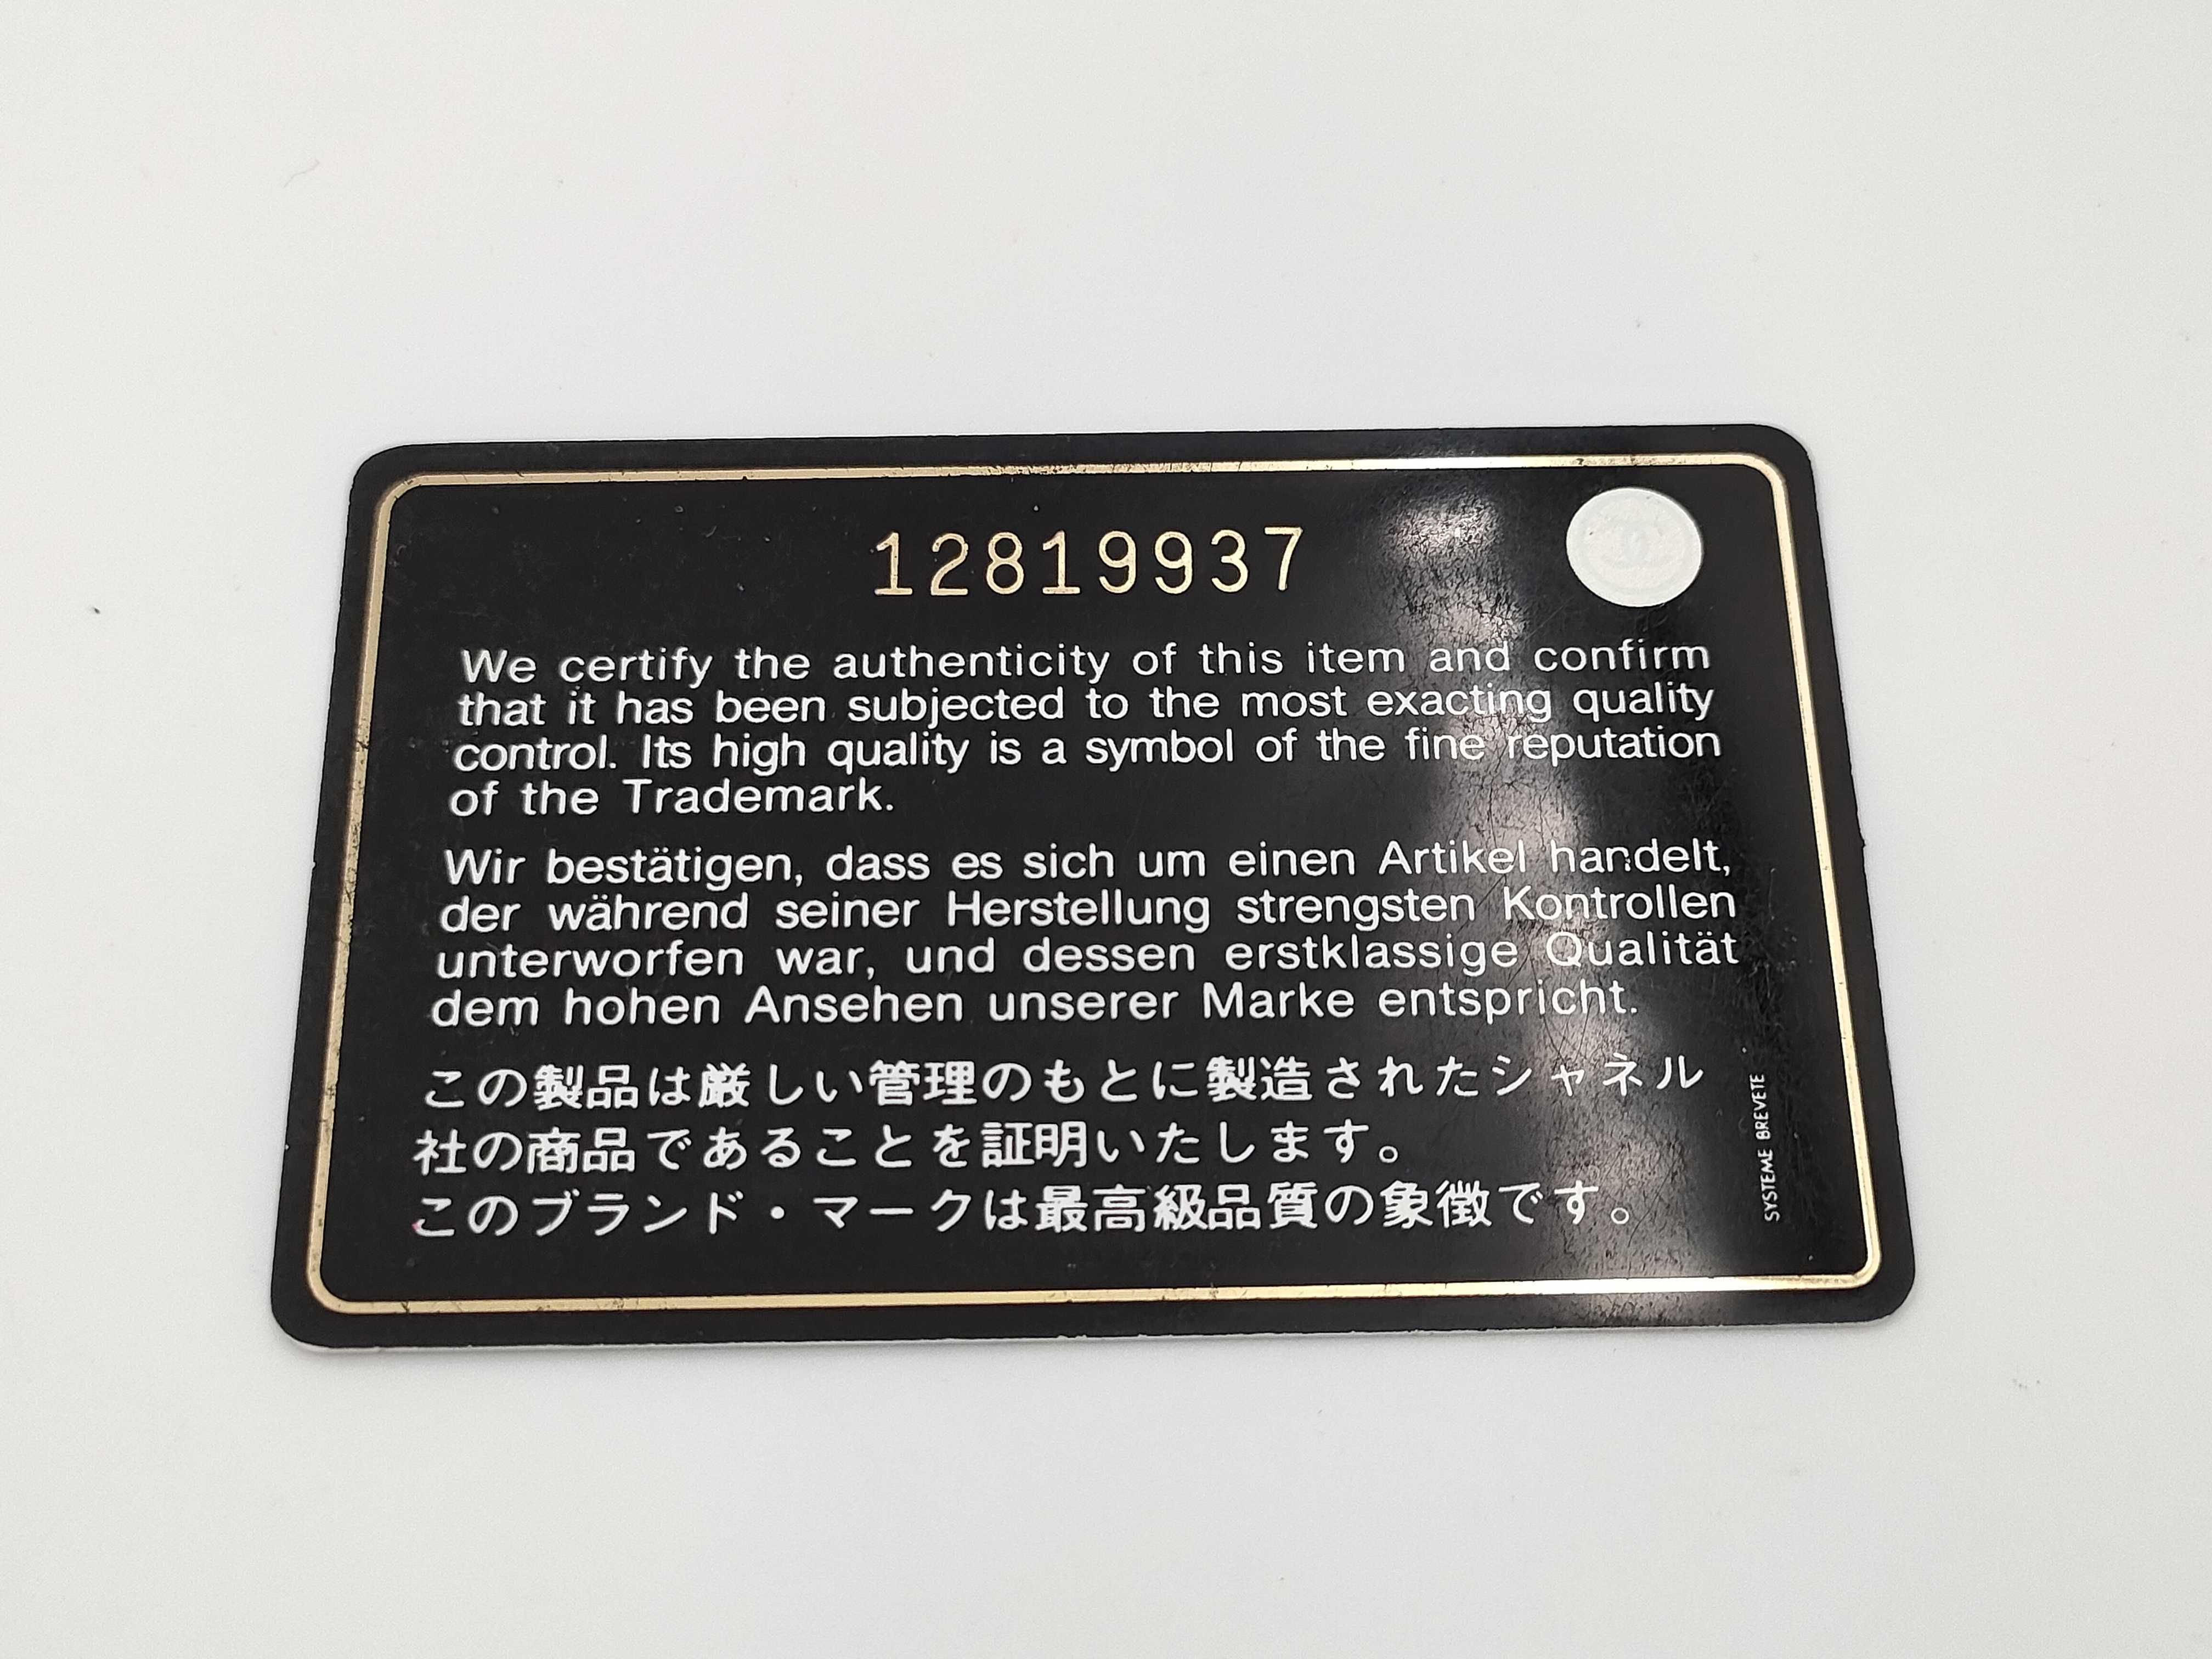 12819937
We certify the authenticity of this item and confirm
that it has been subjected to the most exacting quality
control. Its high quality is a symbol of the fine reputation
of the Trademark.
Wir bestätigen, dass es sich um einen Artikel handelt,
der während seiner Herstellung strengsten Kontrollen
unterworfen war, und dessen erstklassige Qualität
dem hohen Ansehen unserer Marke entspricht.
この製品は厳しい管理のもとに製造されたシャネル
社の商品であることを証明いたします。
このブランド・マークは最高級品質の象徴です。
SYSTEME BREVETE